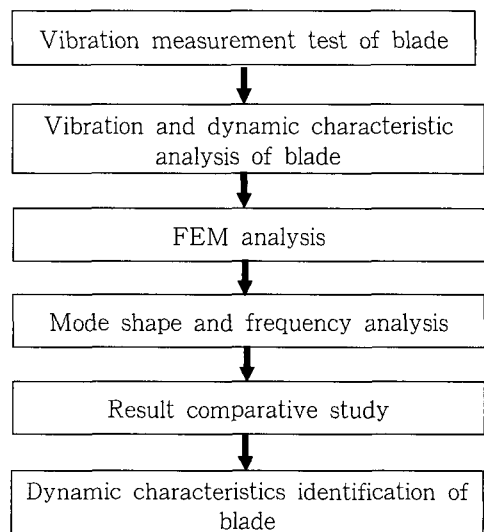 Vibration measurement test of blade
Vibration and dynamic characteristic
analysis of blade
FEM analysis
Mode shape and frequency analysis
Result comparative study
Dynamic characteristics identification of
blade